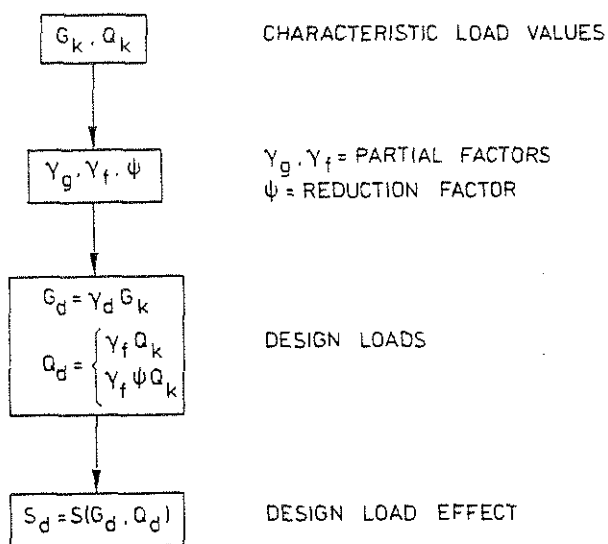 G_k, Q_k    CHARACTERISTIC LOAD VALUES
γ_g, γ_f, ψ    γ_g, γ_f = PARTIAL FACTORS
ψ = REDUCTION FACTOR
G_d = γ_d G_k
Q_d = { γ_f Q_k
γ_f ψ Q_k
DESIGN LOADS
S_d = S(G_d, Q_d)    DESIGN LOAD EFFECT